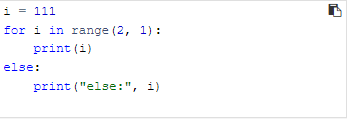 i = 111
for i in range(2, 1):
    print(i)
else:
    print("else:", i)